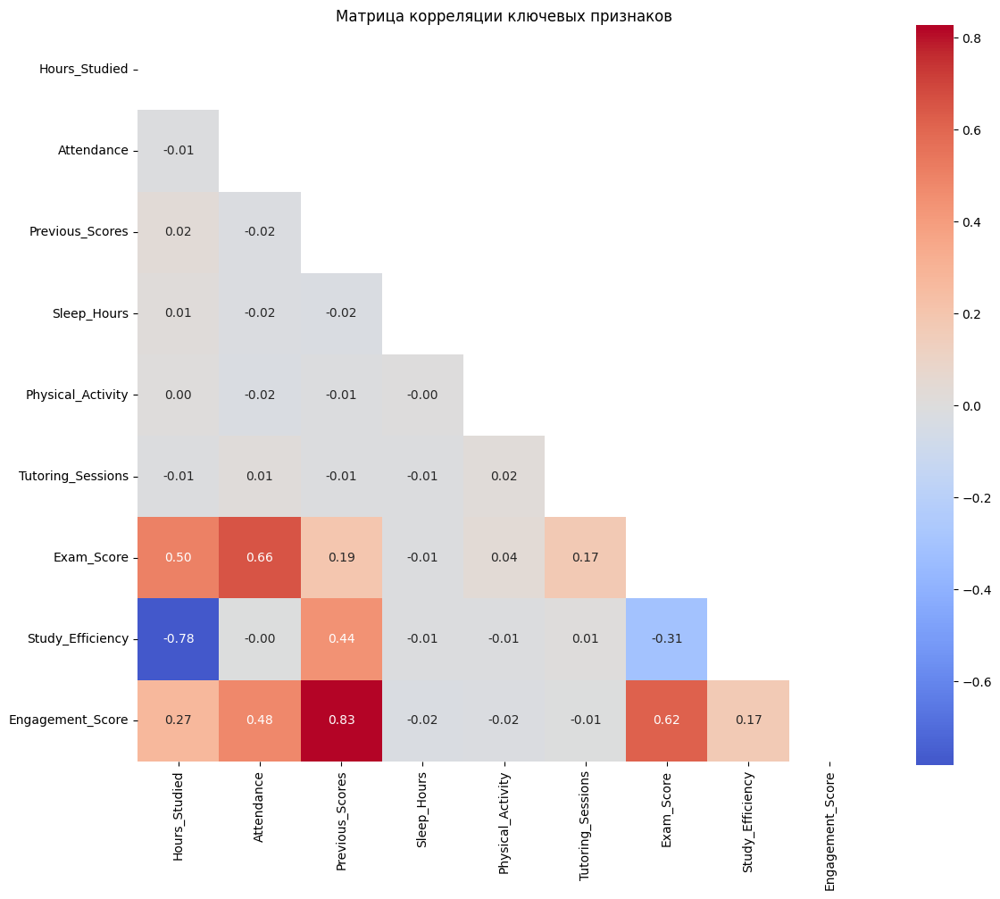 Матрица корреляции ключевых признаков
Hours_Studied
Attendance -0.01
Previous_Scores 0.02 -0.02
Sleep_Hours 0.01 -0.02 -0.02
Physical_Activity 0.00 -0.02 -0.01 -0.00
Tutoring_Sessions -0.01 0.01 -0.01 -0.01 0.02
Exam_Score 0.50 0.66 0.19 -0.01 0.04 0.17
Study_Efficiency -0.78 -0.00 0.44 -0.01 -0.01 0.01 -0.31
Engagement_Score 0.27 0.48 0.83 -0.02 -0.02 -0.01 0.62 0.17
Hours_Studied
Attendance
Previous_Scores
Sleep_Hours
Physical_Activity
Tutoring_Sessions
Exam_Score
Study_Efficiency
Engagement_Score
0.8
0.6
0.4
0.2
0.0
−0.2
−0.4
−0.6